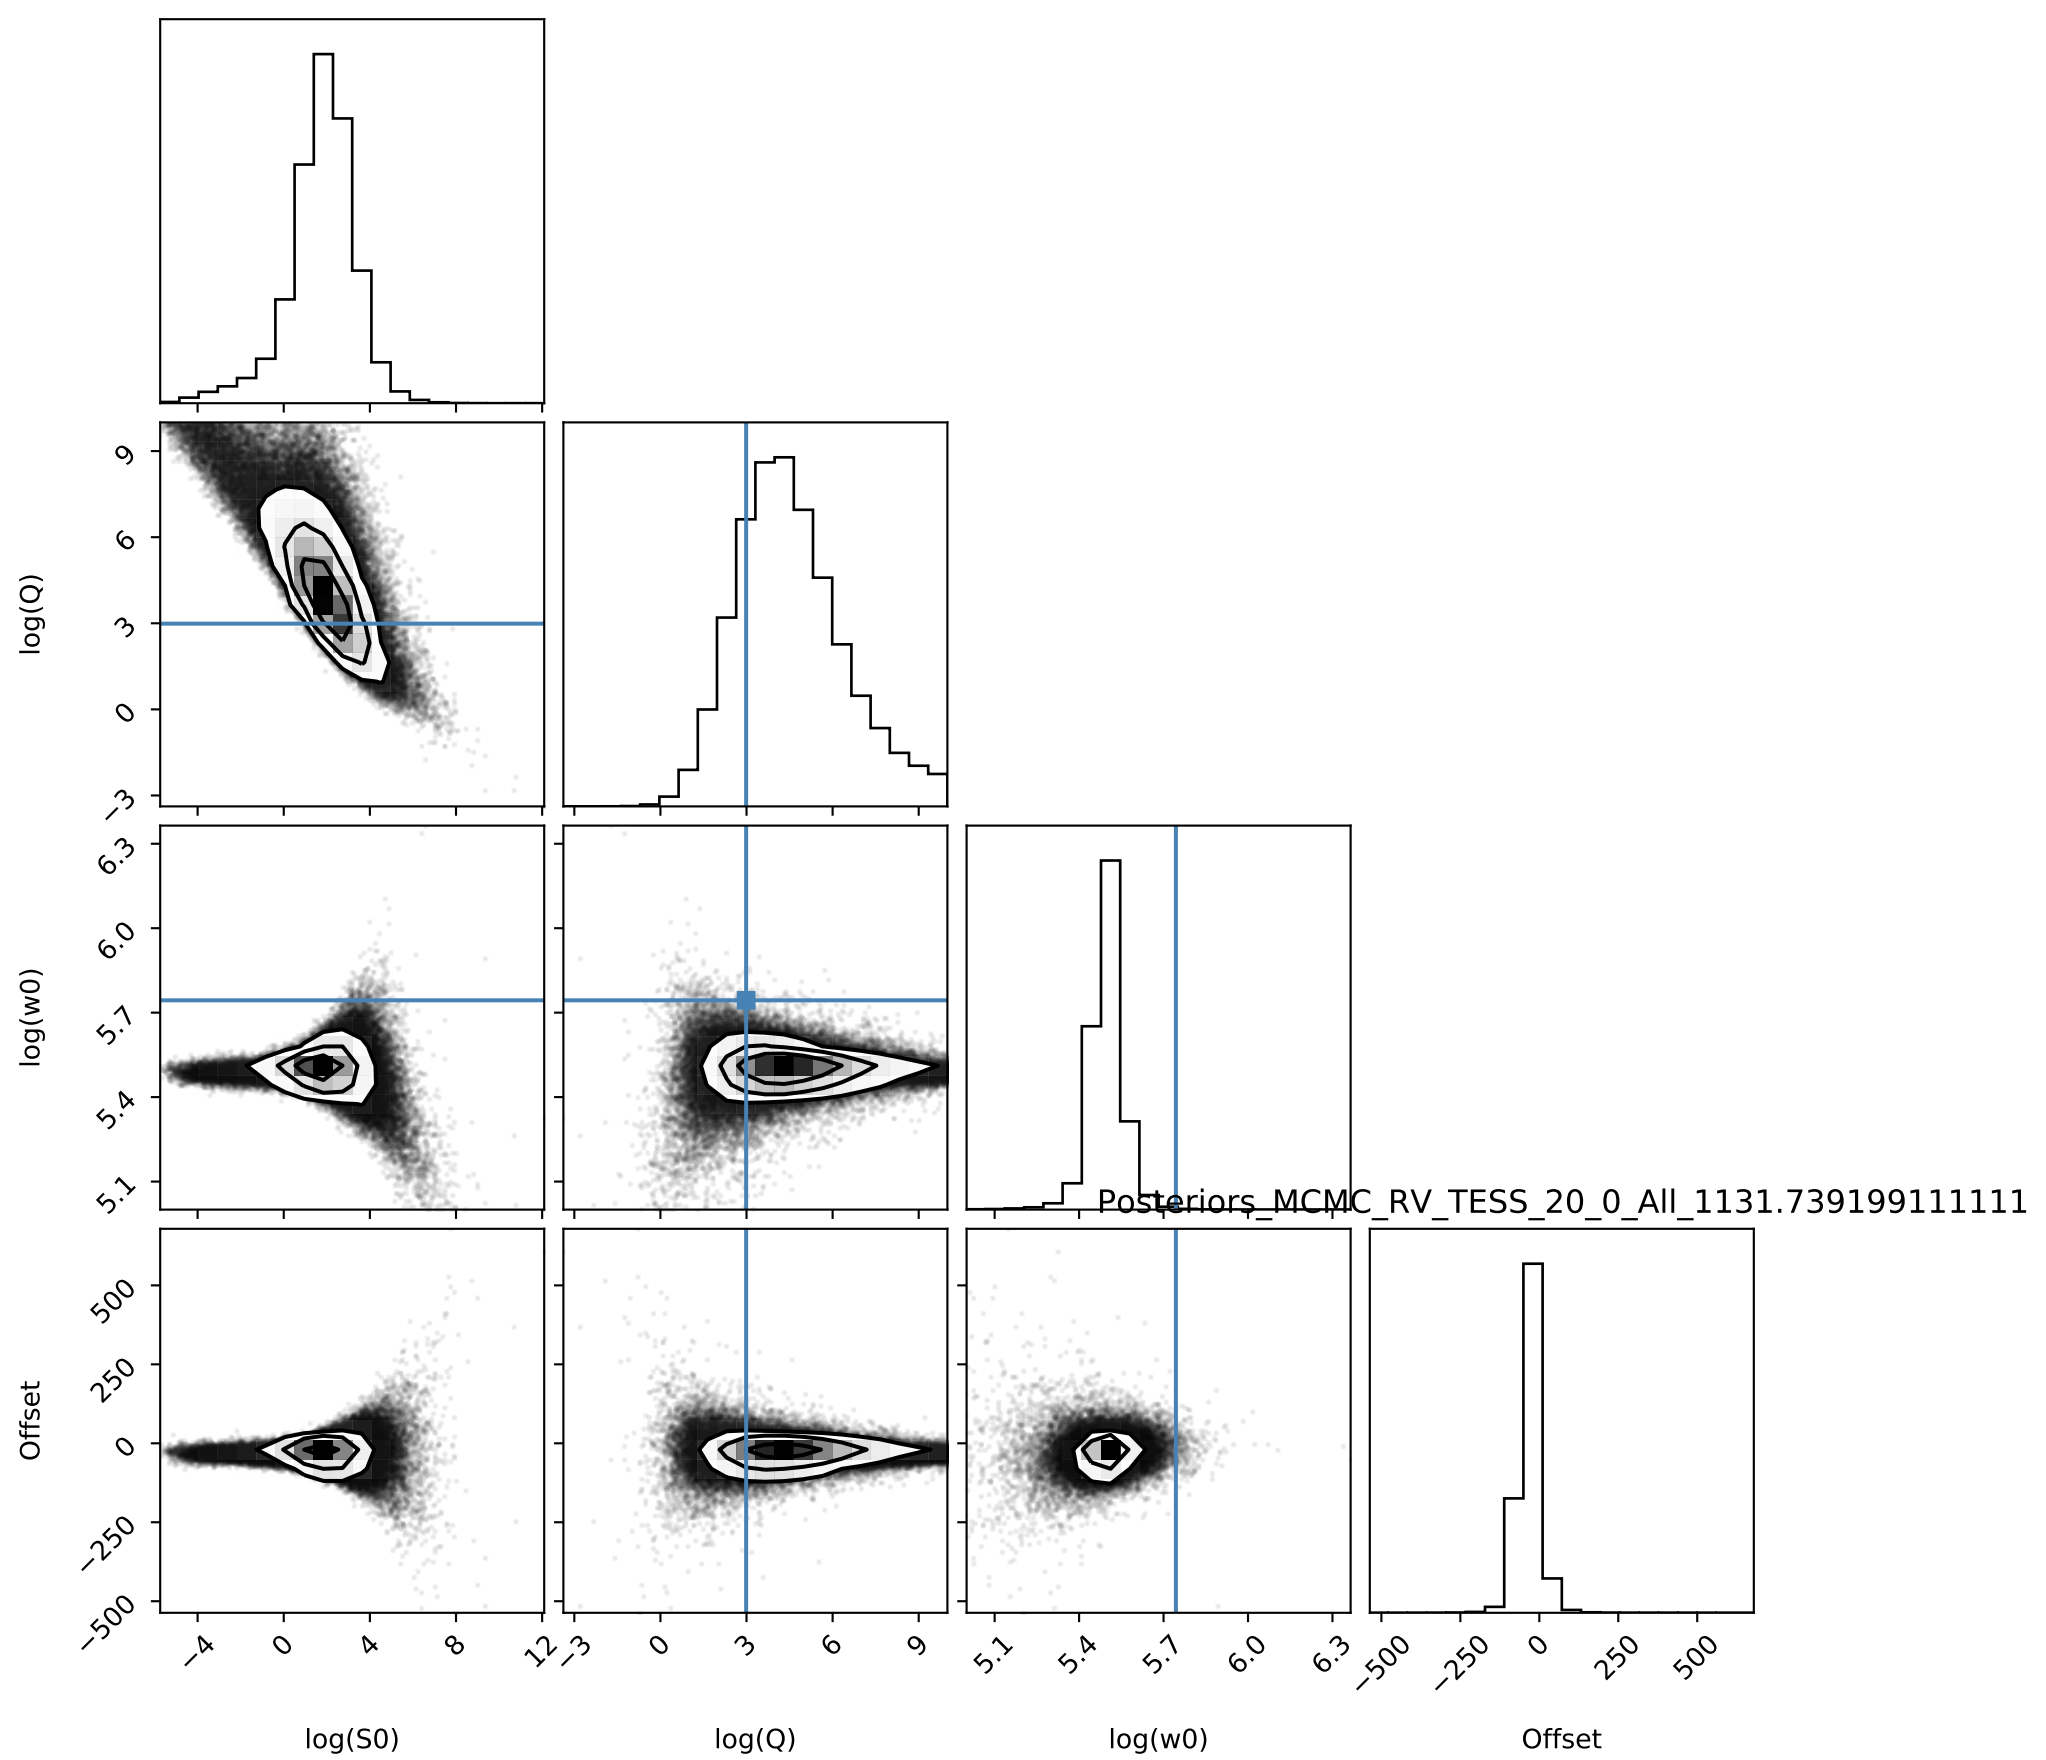 9
6
3
0
−3
log(Q)
6.3
6.0
5.7
5.4
5.1
log(w0)
Posteriors_MCMC_RV_TESS_20_0_All_1131.739199111111
500
250
0
−250
−500
Offset
−4 0 4 8 12 −3 0 3 6 9 5.1 5.4 5.7 6.0 6.3 −500 −250 0 250 500
log(S0) log(Q) log(w0) Offset